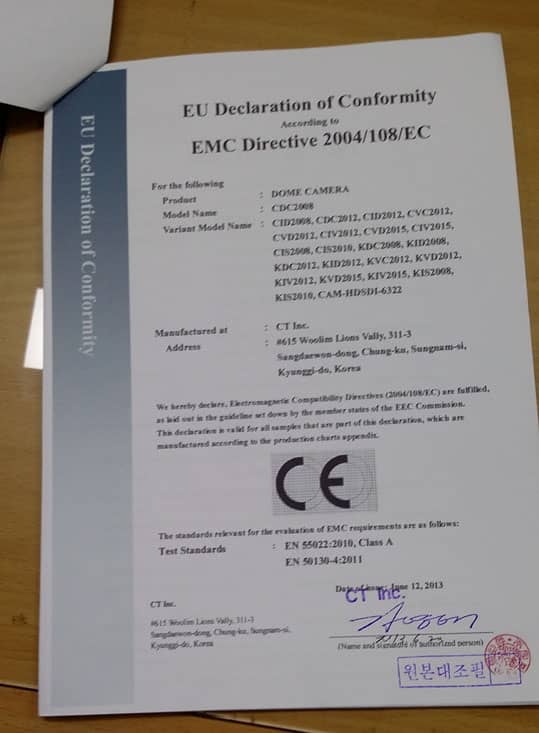 EU Declaration of Conformity
EU Declaration of Conformity
According to
EMC Directive 2004/108/EC
For the following
Product : DOME CAMERA
Model Name : CDC2008
Variant Model Name : CID2008, CDC2012, CID2012, CVC2012,
CVD2012, CIV2012, CVD2015, CIV2015,
CIS2008, CIS2010, KDC2008, KID2008,
KDC2012, KID2012, KVC2012, KVD2012,
KIV2012, KVD2015, KIV2015, KIS2008,
KIS2010, CAM-HDSDI-6322
Manufactured at : CT Inc.
Address : #615 Woolim Lions Vally, 311-3
Sangdaewon-dong, Chung-ku, Sungnam-si,
Kyunggi-do, Korea
We hereby declare, Electromagnetic Compatibility Directives (2004/108/EC) are fulfilled,
as laid out in the guideline set down by the member states of the EEC Commission.
This declaration is valid for all samples that are part of this declaration, which are
manufactured according to the production charts appendix.
CE
The standards relevant for the evaluation of EMC requirements are as follows:
Test Standards : EN 55022:2010, Class A
EN 50130-4:2011
Date of issue: June 12, 2013
CT Inc.
CT Inc.
#615 Woolim Lions Vally, 311-3
Sangdaewon-dong, Chung-ku, Sungnam-si,
Kyunggi-do, Korea
(Name and signature of authorized person)
원본대조필